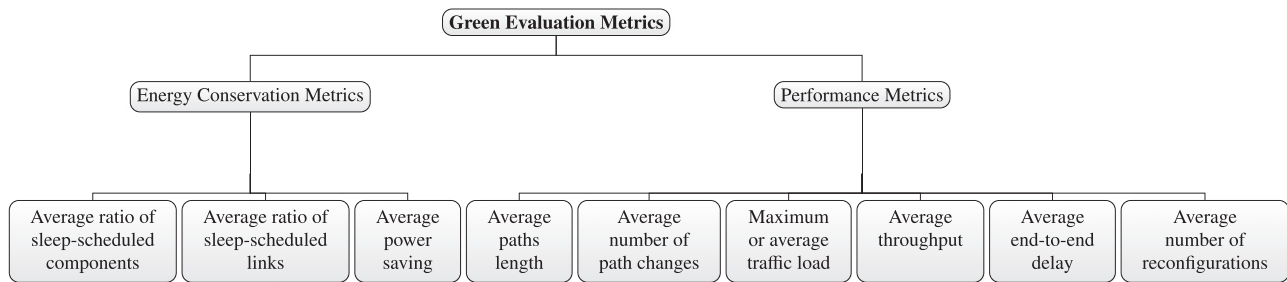 Green Evaluation Metrics
Energy Conservation Metrics
Performance Metrics
Average ratio of
sleep-scheduled
components
Average ratio of
sleep-scheduled
links
Average
power
saving
Average
paths
length
Average
number of
path changes
Maximum
or average
traffic load
Average
throughput
Average
end-to-end
delay
Average
number of
reconfigurations